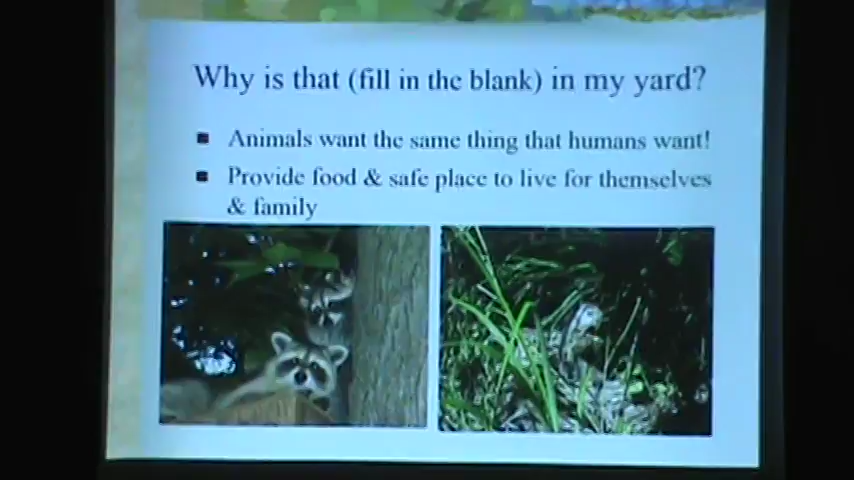 Why is that (fill in the blank) in my yard?
Animals want the same thing that humans want!
Provide food & safe place to live for themselves
& family